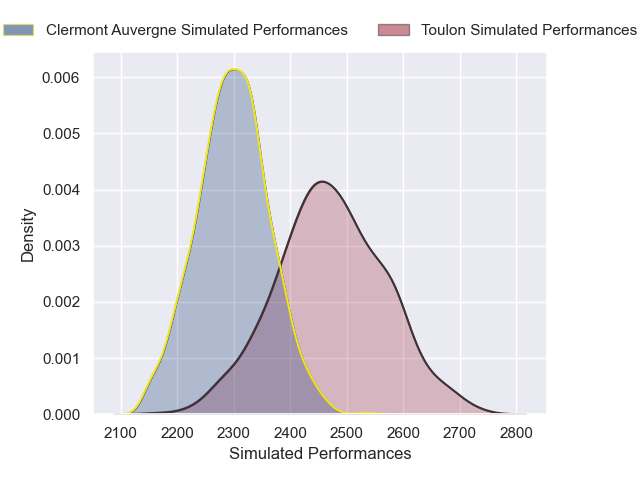 Clermont Auvergne Simulated Performances
Toulon Simulated Performances
0.006
0.005
0.004
0.003
0.002
0.001
0.000
Density
2100 2200 2300 2400 2500 2600 2700 2800
Simulated Performances